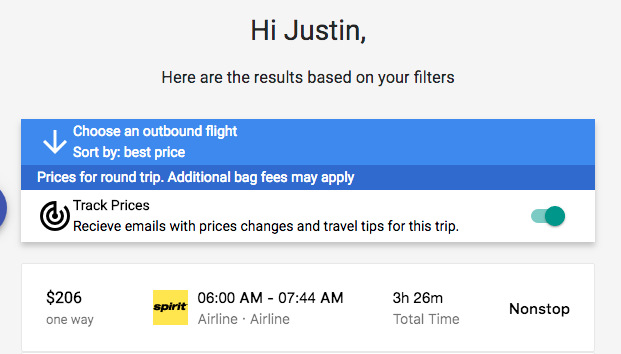 Hi Justin,
Here are the results based on your filters
Choose an outbound flight
Sort by: best price
Prices for round trip. Additional bag fees may apply
Track Prices
Recieve emails with prices changes and travel tips for this trip.
$206
one way
spirit
06:00 AM - 07:44 AM
Airline · Airline
3h 26m
Total Time
Nonstop